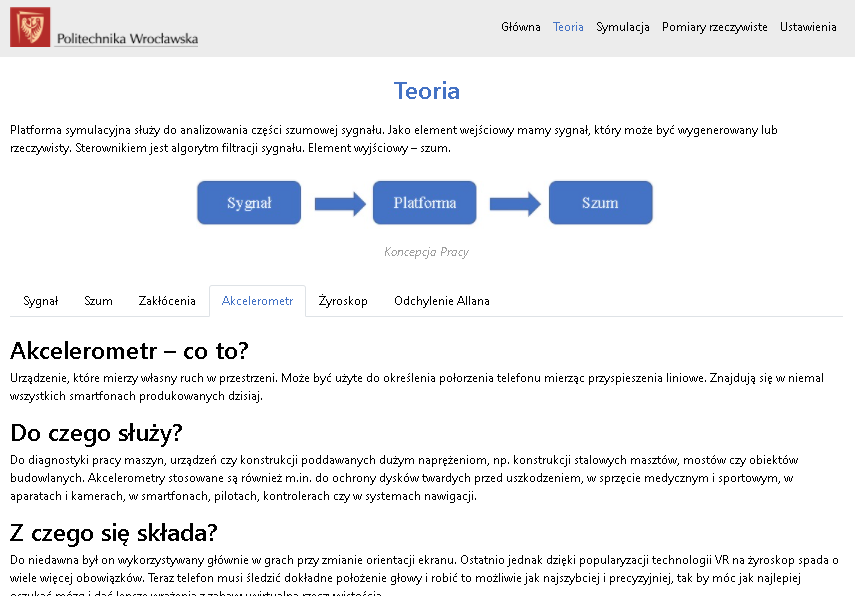 Politechnika Wrocławska
Główna Teoria Symulacja Pomiary rzeczywiste Ustawienia
Teoria
Platforma symulacyjna służy do analizowania części szumowej sygnału. Jako element wejściowy mamy sygnał, który może być wygenerowany lub
rzeczywisty. Sterownikiem jest algorytm filtracji sygnału. Element wyjściowy – szum.
Sygnał Platforma Szum
Koncepcja Pracy
Sygnał Szum Zakłócenia Akcelerometr Żyroskop Odchylenie Allana
Akcelerometr – co to?
Urządzenie, które mierzy własny ruch w przestrzeni. Może być użyte do określenia połorzenia telefonu mierząc przyspieszenia liniowe. Znajdują się w niemal
wszystkich smartfonach produkowanych dzisiaj.
Do czego służy?
Do diagnostyki pracy maszyn, urządzeń czy konstrukcji poddawanych dużym naprężeniom, np. konstrukcji stalowych masztów, mostów czy obiektów
budowlanych. Akcelerometry stosowane są również m.in. do ochrony dysków twardych przed uszkodzeniem, w sprzęcie medycznym i sportowym, w
aparatach i kamerach, w smartfonach, pilotach, kontrolerach czy w systemach nawigacji.
Z czego się składa?
Do niedawna był on wykorzystywany głównie w grach przy zmianie orientacji ekranu. Ostatnio jednak dzięki popularyzacji technologii VR na żyroskop spada o
wiele więcej obowiązków. Teraz telefon musi śledzić dokładne położenie głowy i robić to możliwie jak najszybciej i precyzyjniej, tak by móc jak najlepiej
oszukać mózg i dać lepsze wrażenia z zabaw